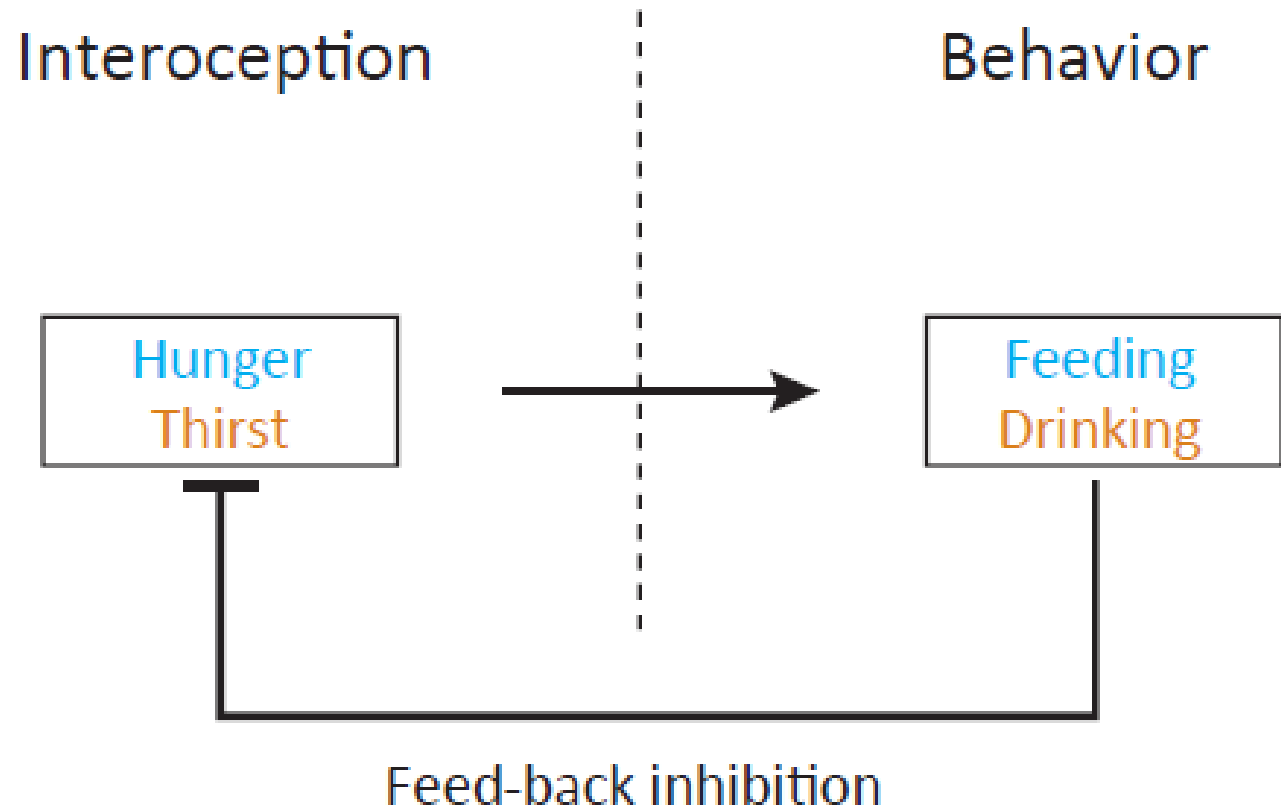 Interoception
Behavior
Hunger
Thirst
Feeding
Drinking
Feed-back inhibition